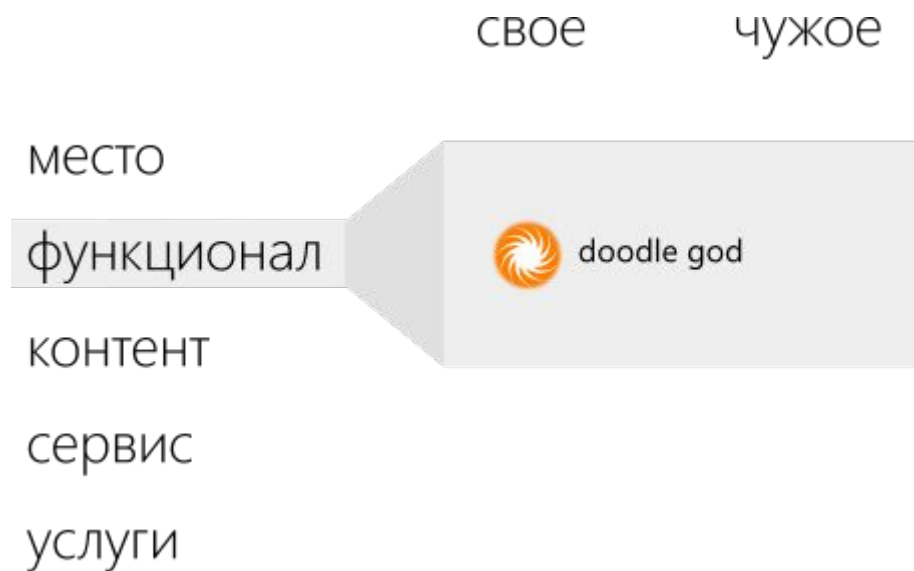 свое чужое
место
функционал
doodle god
контент
сервис
услуги